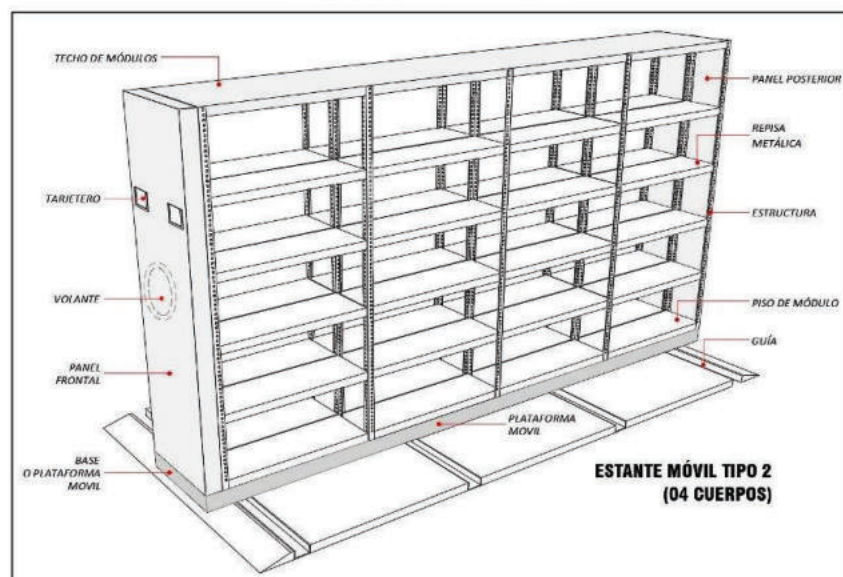 TECHO DE MÓDULOS
TARJETERO
VOLANTE
PANEL
FRONTAL
BASE
O PLATAFORMA
MOVIL
PLATAFORMA
MOVIL
PANEL POSTERIOR
REPISA
METÁLICA
ESTRUCTURA
PISO DE MÓDULO
GUÍA
ESTANTE MÓVIL TIPO 2
(04 CUERPOS)